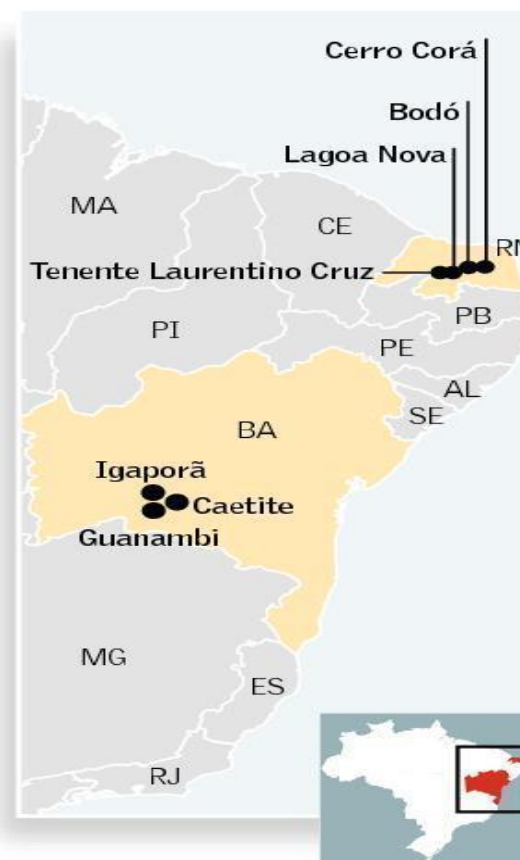 Cerro Corá
Bodó
Lagoa Nova
MA
CE
RN
Tenente Laurentino Cruz
PB
PI
PE
AL
SE
BA
Igaporã
Caetite
Guanambi
MG
ES
RJ